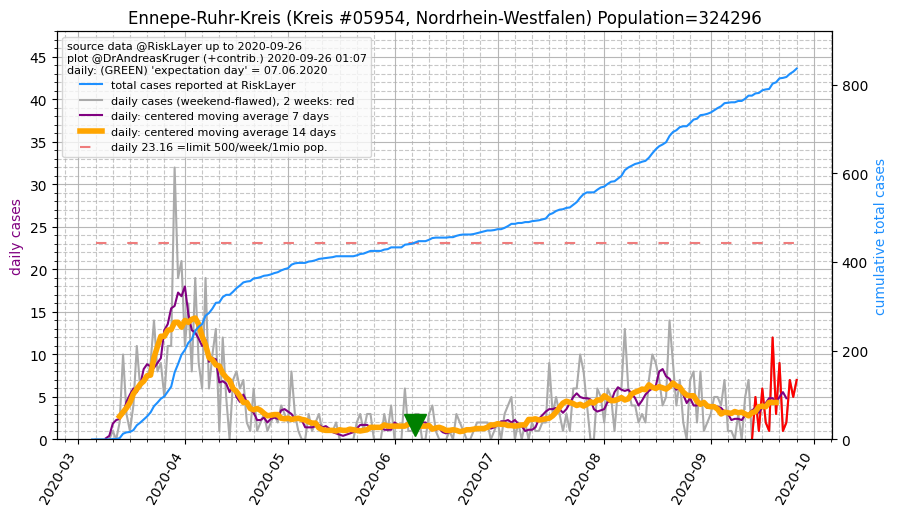 Ennepe-Ruhr-Kreis (Kreis #05954, Nordrhein-Westfalen) Population=324296
source data @RiskLayer up to 2020-09-26
plot @DrAndreasKruger (+contrib.) 2020-09-26 01:07
daily: (GREEN) 'expectation day' = 07.06.2020
total cases reported at RiskLayer
daily cases (weekend-flawed), 2 weeks: red
daily: centered moving average 7 days
daily: centered moving average 14 days
daily 23.16 =limit 500/week/1mio pop.
daily cases
45
40
35
30
25
20
15
10
5
0
cumulative total cases
800
600
400
200
0
2020-03
2020-04
2020-05
2020-06
2020-07
2020-08
2020-09
2020-10